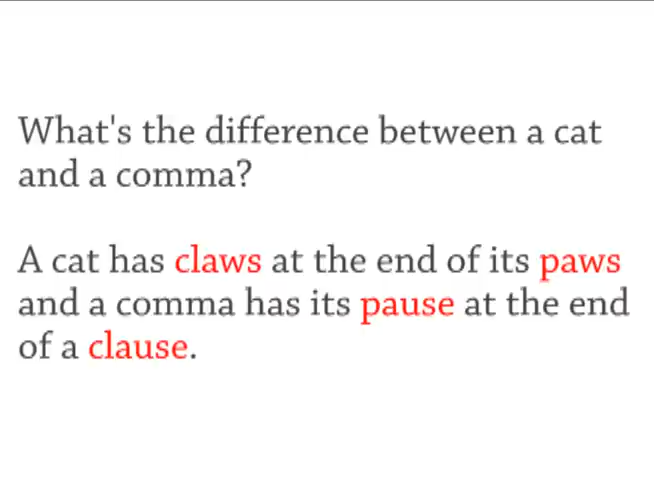 What's the difference between a cat
and a comma?
A cat has claws at the end of its paws
and a comma has its pause at the end
of a clause.